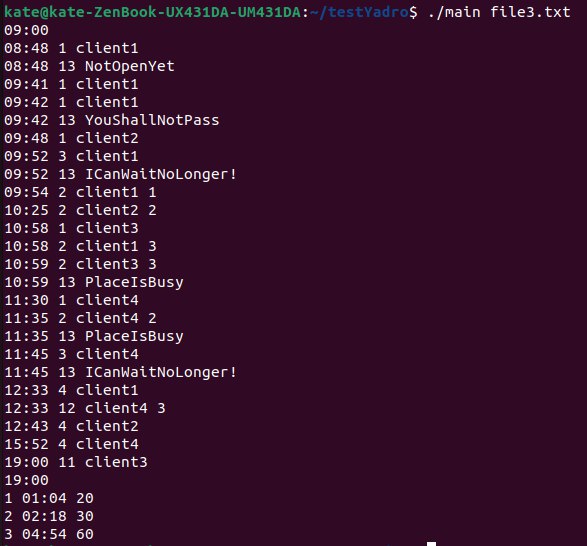 kate@kate-ZenBook-UX431DA-UM431DA:~/testYadro$ ./main file3.txt
09:00
08:48 1 client1
08:48 13 NotOpenYet
09:41 1 client1
09:42 1 client1
09:42 13 YouShallNotPass
09:48 1 client2
09:52 3 client1
09:52 13 ICanWaitNoLonger!
09:54 2 client1 1
10:25 2 client2 2
10:58 1 client3
10:58 2 client1 3
10:59 2 client3 3
10:59 13 PlaceIsBusy
11:30 1 client4
11:35 2 client4 2
11:35 13 PlaceIsBusy
11:45 3 client4
11:45 13 ICanWaitNoLonger!
12:33 4 client1
12:33 12 client4 3
12:43 4 client2
15:52 4 client4
19:00 11 client3
19:00
1 01:04 20
2 02:18 30
3 04:54 60